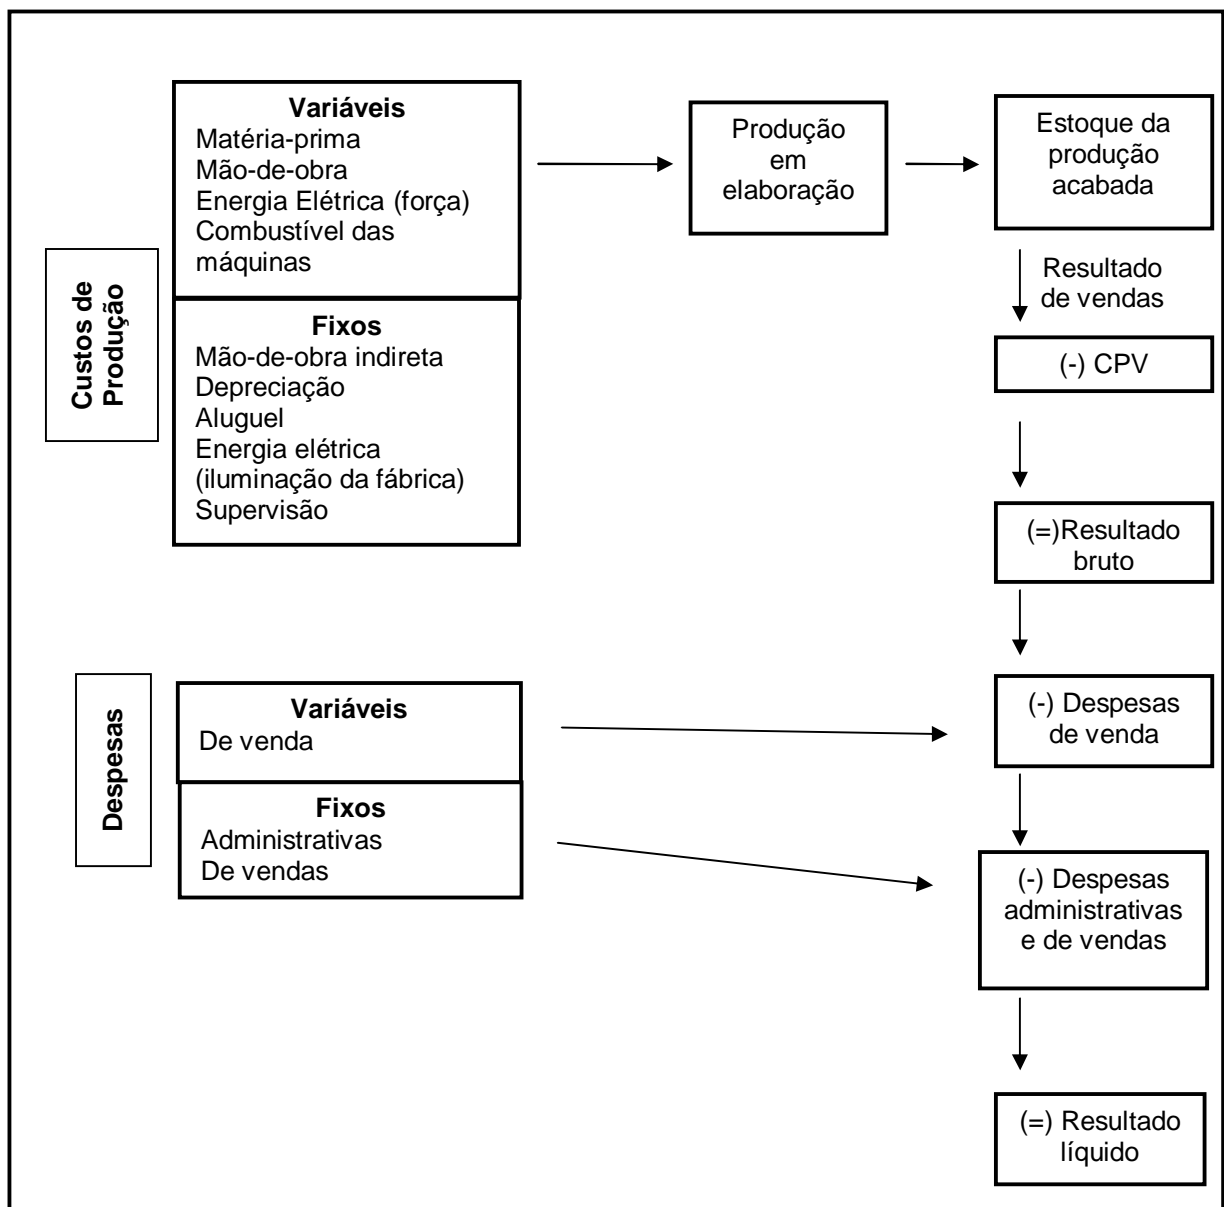 Custos de
Produção
Variáveis
Matéria-prima
Mão-de-obra
Energia Elétrica (força)
Combustível das
máquinas
Fixos
Mão-de-obra indireta
Depreciação
Aluguel
Energia elétrica
(iluminação da fábrica)
Supervisão
Produção
em
elaboração
Estoque da
produção
acabada
Resultado
de vendas
(-) CPV
(=)Resultado
bruto
Despesas
Variáveis
De venda
Fixos
Administrativas
De vendas
(-) Despesas
de venda
(-) Despesas
administrativas
e de vendas
(=) Resultado
líquido